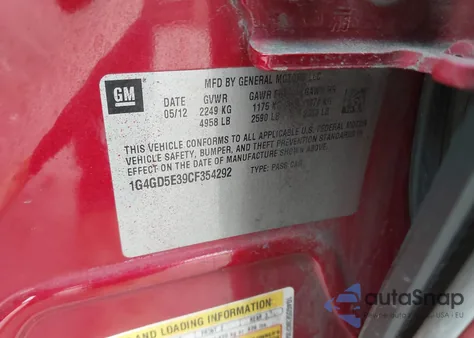 GM
MFD BY GENERAL MOTORS LLC
DATE GVWR GAWR
05/12 2249 KG 1175 KG
4958 LB 2590 LB
THIS VEHICLE CONFORMS TO ALL APPLICABLE U.S. FEDERAL MOTOR
VEHICLE SAFETY, BUMPER, AND THEFT PREVENTION STANDARDS IN
EFFECT ON THE DATE OF MANUFACTURE SHOWN ABOVE.
1G4GD5E39CF354292 TYPE: PASS CAR
AND LOADING INFORMATION
autoSnap